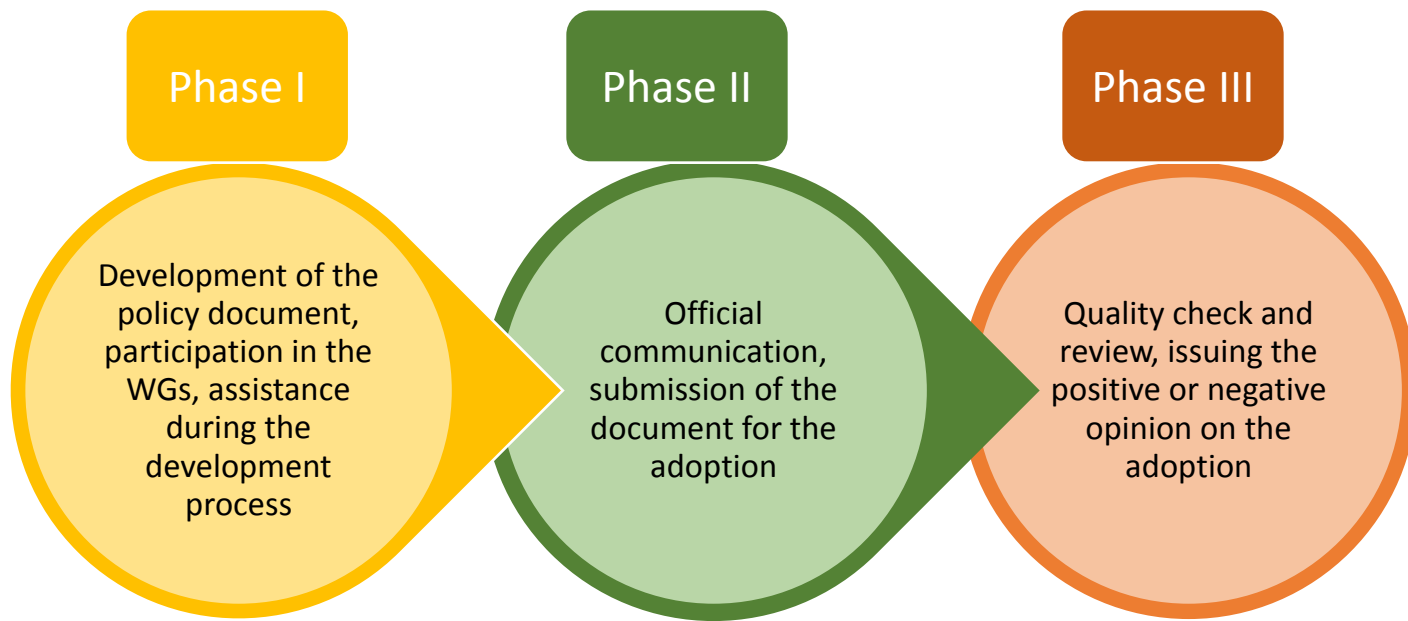 Phase I
Development of the
policy document,
participation in the
WGs, assistance
during the
development
process
Phase II
Official
communication,
submission of the
document for the
adoption
Phase III
Quality check and
review, issuing the
positive or negative
opinion on the
adoption